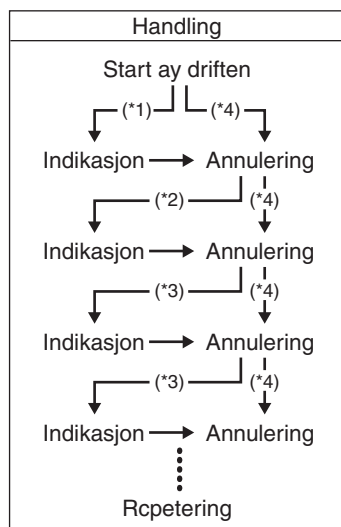 Handling
Start ay driften
(*1) (*4)
Indikasjon Annulering
(*2) (*4)
Indikasjon Annulering
(*3) (*4)
Indikasjon Annulering
(*3) (*4)
Indikasjon Annulering
Rcpetering